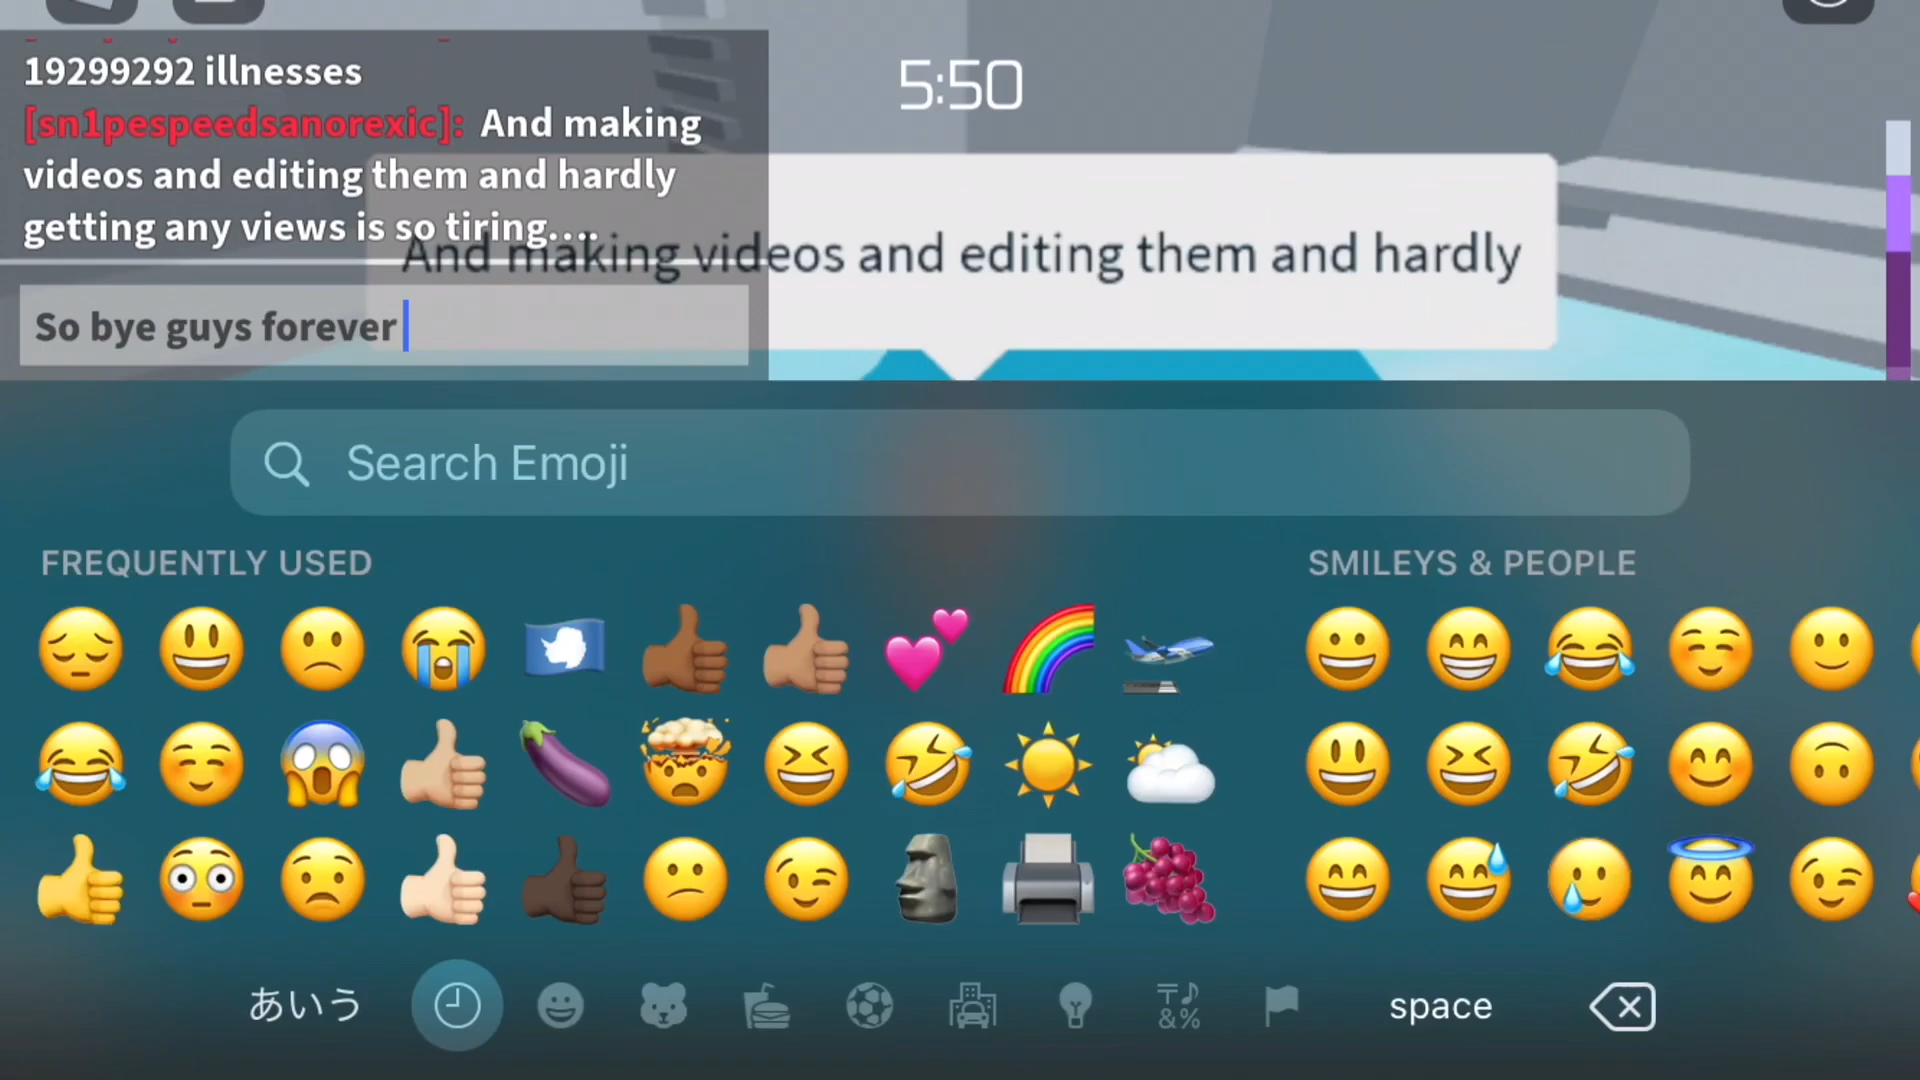 19299292 illnesses
[sn1pespeedsanorexic]: And making
videos and editing them and hardly
getting any views is so tiring....
5:50
And making videos and editing them and hardly
So bye guys forever
Search Emoji
FREQUENTLY USED
SMILEYS & PEOPLE
あいう
space